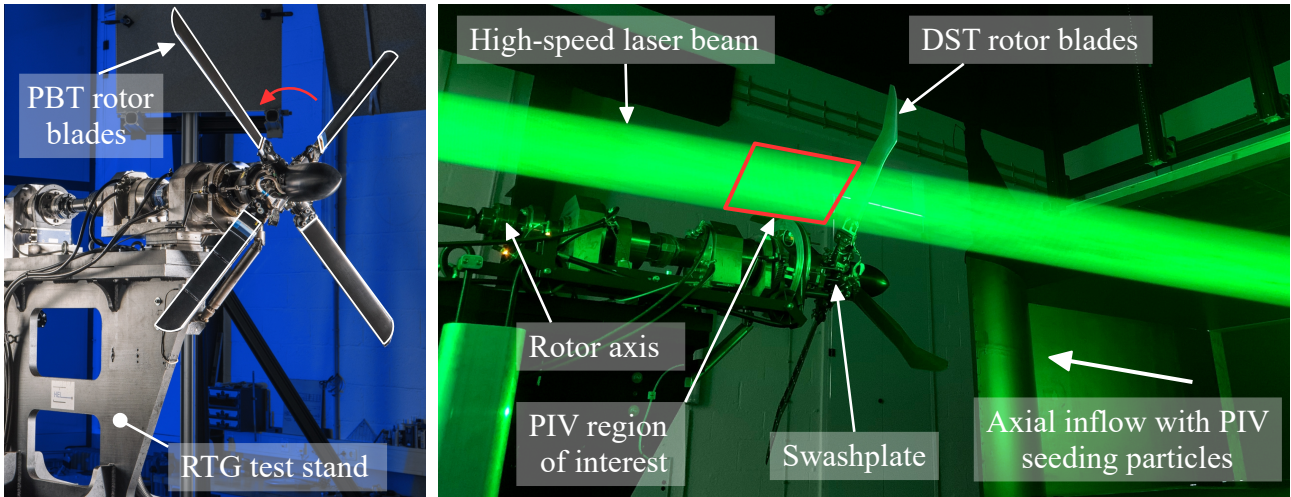 PBT rotor
blades
RTG test stand
High-speed laser beam
DST rotor blades
Rotor axis
PIV region
of interest
Swashplate
Axial inflow with PIV
seeding particles